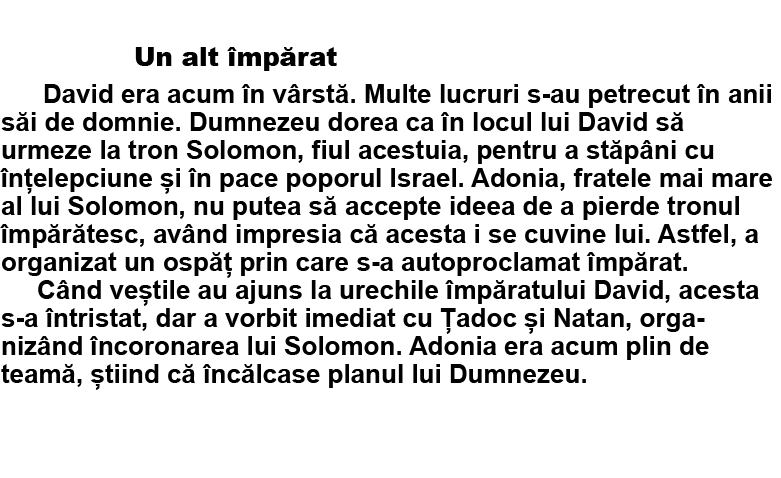 Un alt împărat
David era acum în vârstă. Multe lucruri s-au petrecut în anii
săi de domnie. Dumnezeu dorea ca în locul lui David să
urmeze la tron Solomon, fiul acestuia, pentru a stăpâni cu
înțelepciune și în pace poporul Israel. Adonia, fratele mai mare
al lui Solomon, nu putea să accepte ideea de a pierde tronul
împărătesc, având impresia că acesta i se cuvine lui. Astfel, a
organizat un ospăț prin care s-a autoproclamat împărat.
Când veștile au ajuns la urechile împăratului David, acesta
s-a întristat, dar a vorbit imediat cu Țadoc și Natan, orga-
nizând încoronarea lui Solomon. Adonia era acum plin de
teamă, știind că încălcase planul lui Dumnezeu.